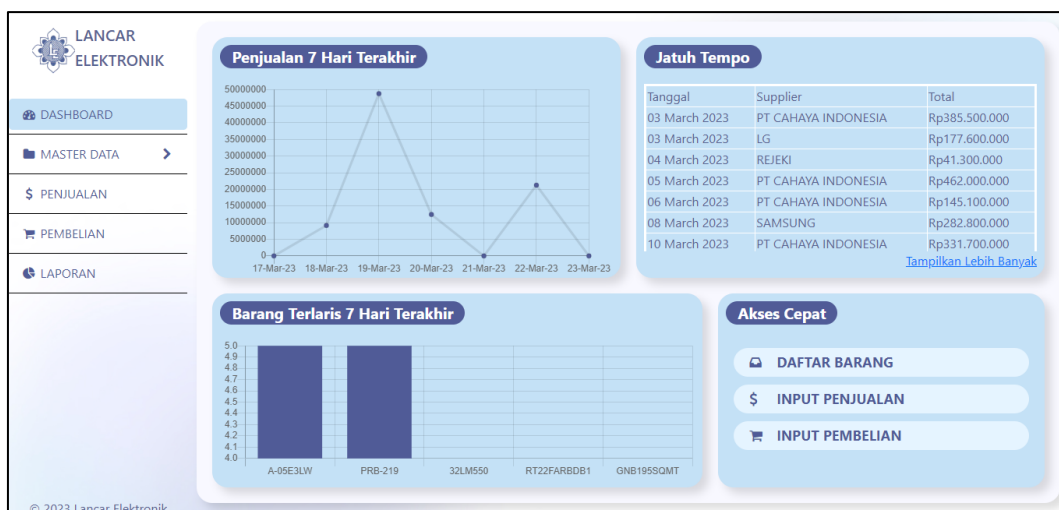 LANCAR
ELEKTRONIK
DASHBOARD
MASTER DATA
$ PENJUALAN
PEMBELIAN
LAPORAN
© 2023 Lancar Elektronik
Penjualan 7 Hari Terakhir
50000000
45000000
40000000
35000000
30000000
25000000
20000000
15000000
10000000
5000000
0
17-Mar-23 18-Mar-23 19-Mar-23 20-Mar-23 21-Mar-23 22-Mar-23 23-Mar-23
Jatuh Tempo
Tanggal Supplier Total
03 March 2023 PT CAHAYA INDONESIA Rp385.500.000
03 March 2023 LG Rp177.600.000
04 March 2023 REJEKI Rp41.300.000
05 March 2023 PT CAHAYA INDONESIA Rp462.000.000
06 March 2023 PT CAHAYA INDONESIA Rp145.100.000
08 March 2023 SAMSUNG Rp282.800.000
10 March 2023 PT CAHAYA INDONESIA Rp331.700.000
Tampilkan Lebih Banyak
Barang Terlaris 7 Hari Terakhir
5.0
4.9
4.8
4.7
4.6
4.5
4.4
4.3
4.2
4.1
4.0
A-05E3LW PRB-219 32LM550 RT22FARBDB1 GNB195SQMT
Akses Cepat
DAFTAR BARANG
$ INPUT PENJUALAN
INPUT PEMBELIAN